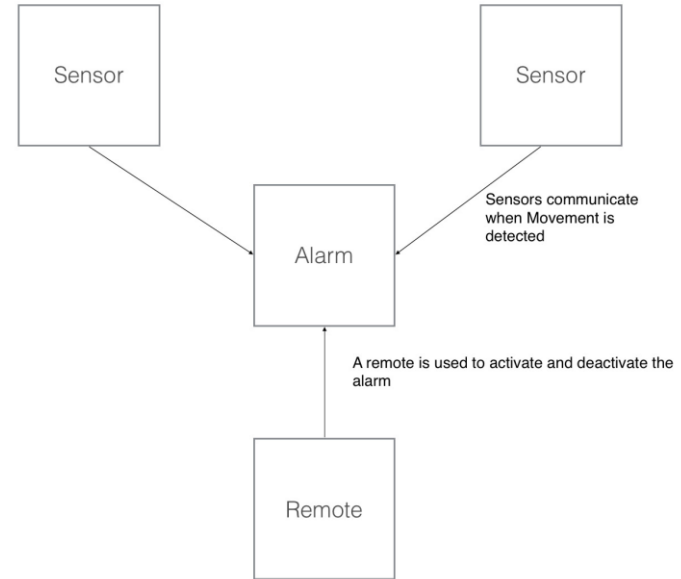 Sensor
Sensor
Alarm
Sensors communicate
when Movement is
detected
A remote is used to activate and deactivate the
alarm
Remote